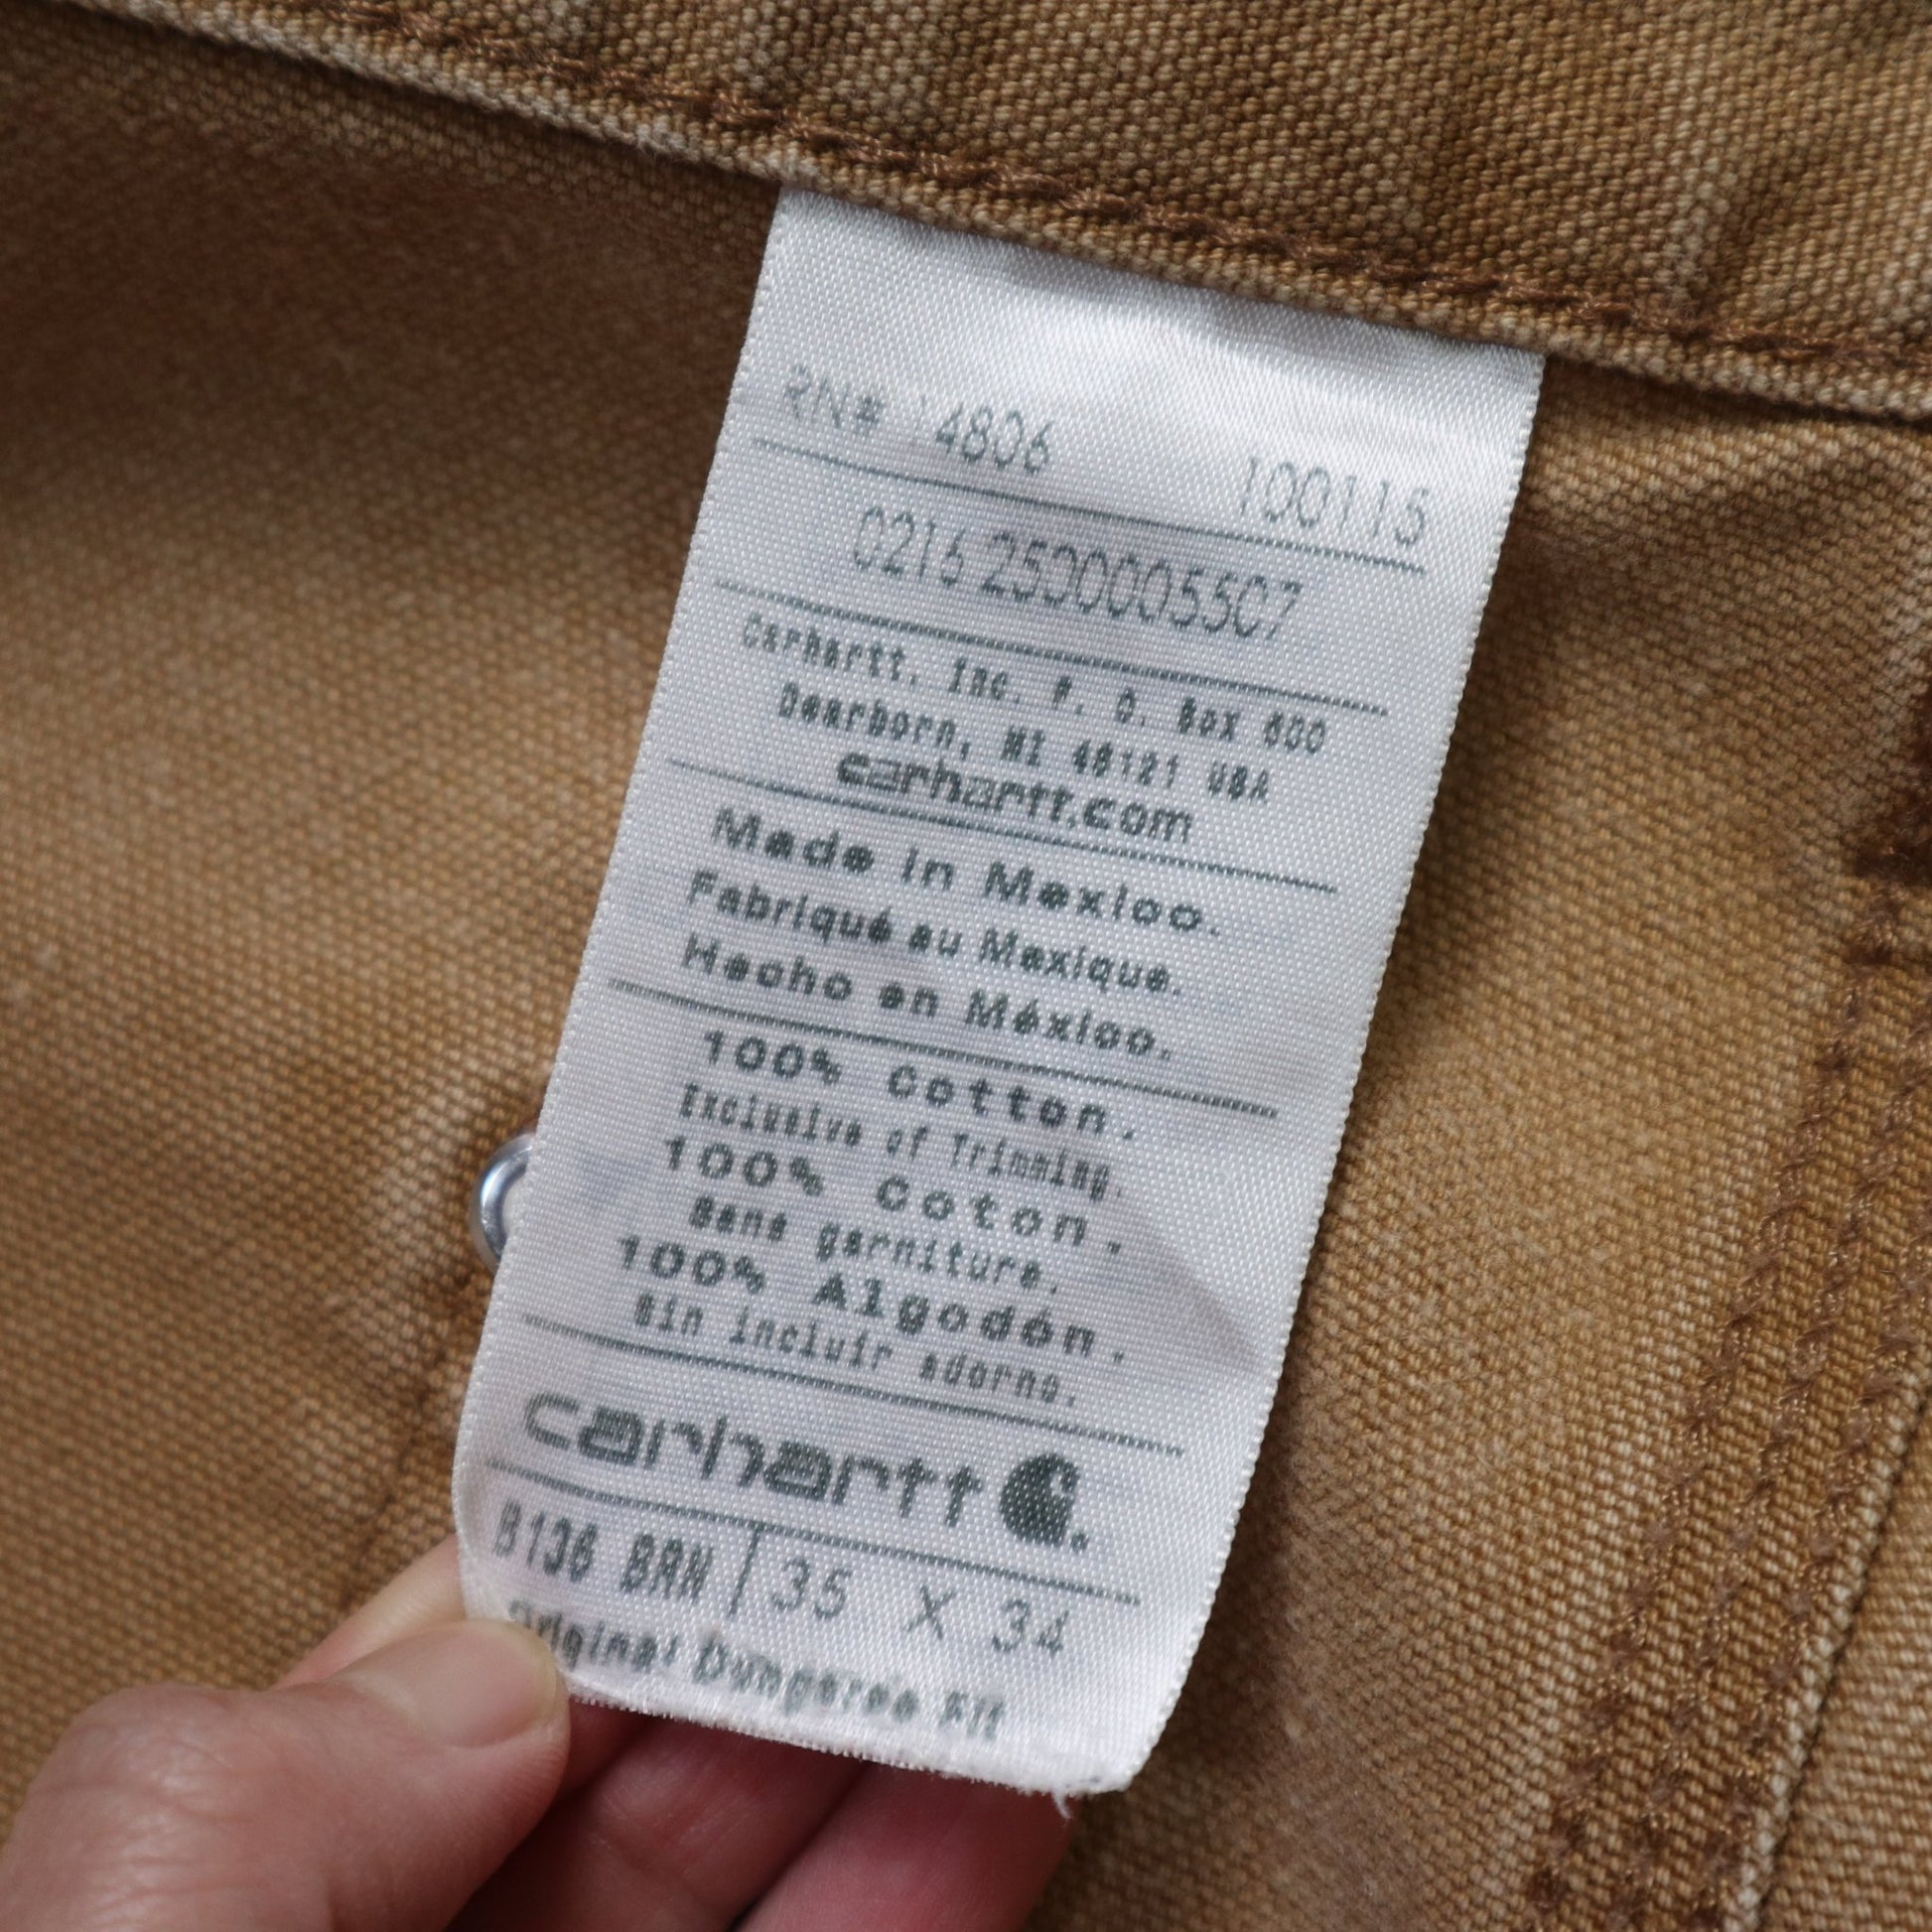 RN# 14806 100115
0216 2500005507
Carhartt, Inc. P. O. Box 600
Dearborn, MI 48121 USA
carhartt.com
Made in Mexico.
Fabriqué au Mexique.
Hecho en México.
100% Cotton.
Exclusive of Trimming.
100% Coton.
Sans garniture.
100% Algodón.
Sin incluir adorno.
carhartt
B136 BRN | 35 X 34
Original Dungaree Fit